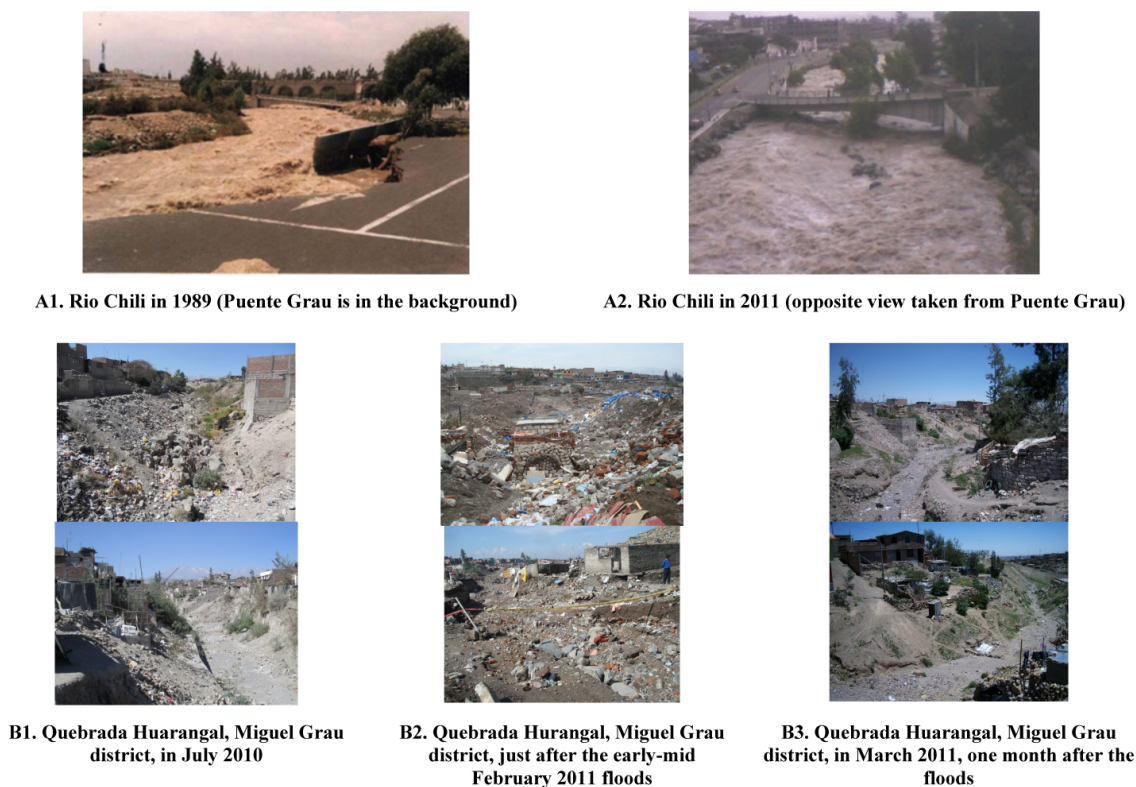 A1. Rio Chili in 1989 (Puente Grau is in the background)
A2. Rio Chili in 2011 (opposite view taken from Puente Grau)
B1. Quebrada Huarangal, Miguel Grau
district, in July 2010
B2. Quebrada Hurangal, Miguel Grau
district, just after the early-mid
February 2011 floods
B3. Quebrada Huarangal, Miguel Grau
district, in March 2011, one month after the
floods